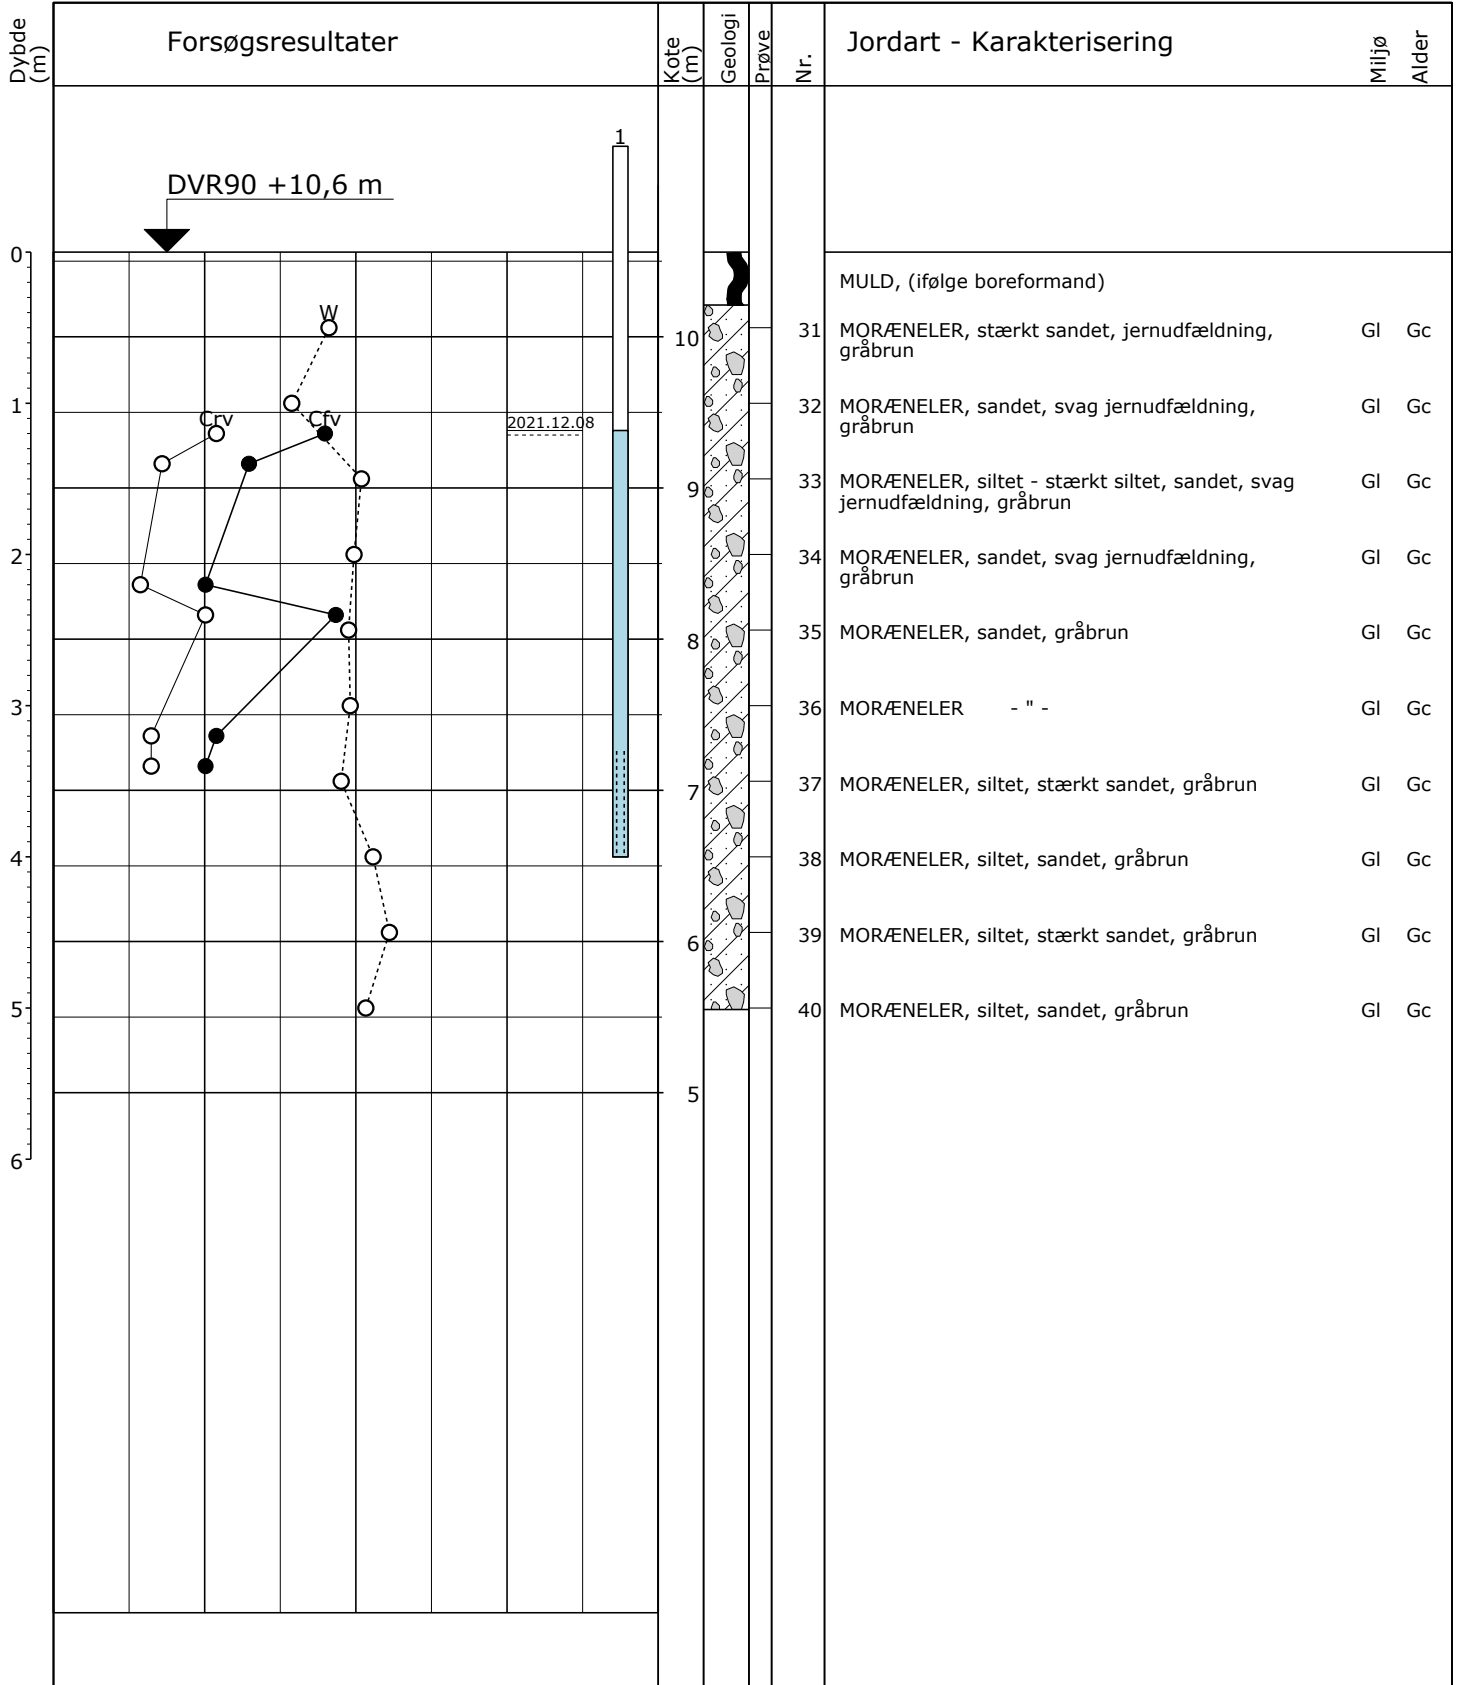 Dybde
(m)
Forsøgsresultater
Kote
(m)
Geologi
Prøve
Nr.
Jordart - Karakterisering
Miljø
Alder
1
DVR90 +10,6 m
0
MULD, (ifølge boreformand)
W
10
31 MORÆNELER, stærkt sandet, jernudfældning, Gl Gc
gråbrun
1
Crv
Cfv
2021.12.08
32 MORÆNELER, sandet, svag jernudfældning, Gl Gc
gråbrun
9
33 MORÆNELER, siltet - stærkt siltet, sandet, svag Gl Gc
jernudfældning, gråbrun
2
34 MORÆNELER, sandet, svag jernudfældning, Gl Gc
gråbrun
8
35 MORÆNELER, sandet, gråbrun Gl Gc
3
36 MORÆNELER - " - Gl Gc
7
37 MORÆNELER, siltet, stærkt sandet, gråbrun Gl Gc
4
38 MORÆNELER, siltet, sandet, gråbrun Gl Gc
6
39 MORÆNELER, siltet, stærkt sandet, gråbrun Gl Gc
5
40 MORÆNELER, siltet, sandet, gråbrun Gl Gc
5
6